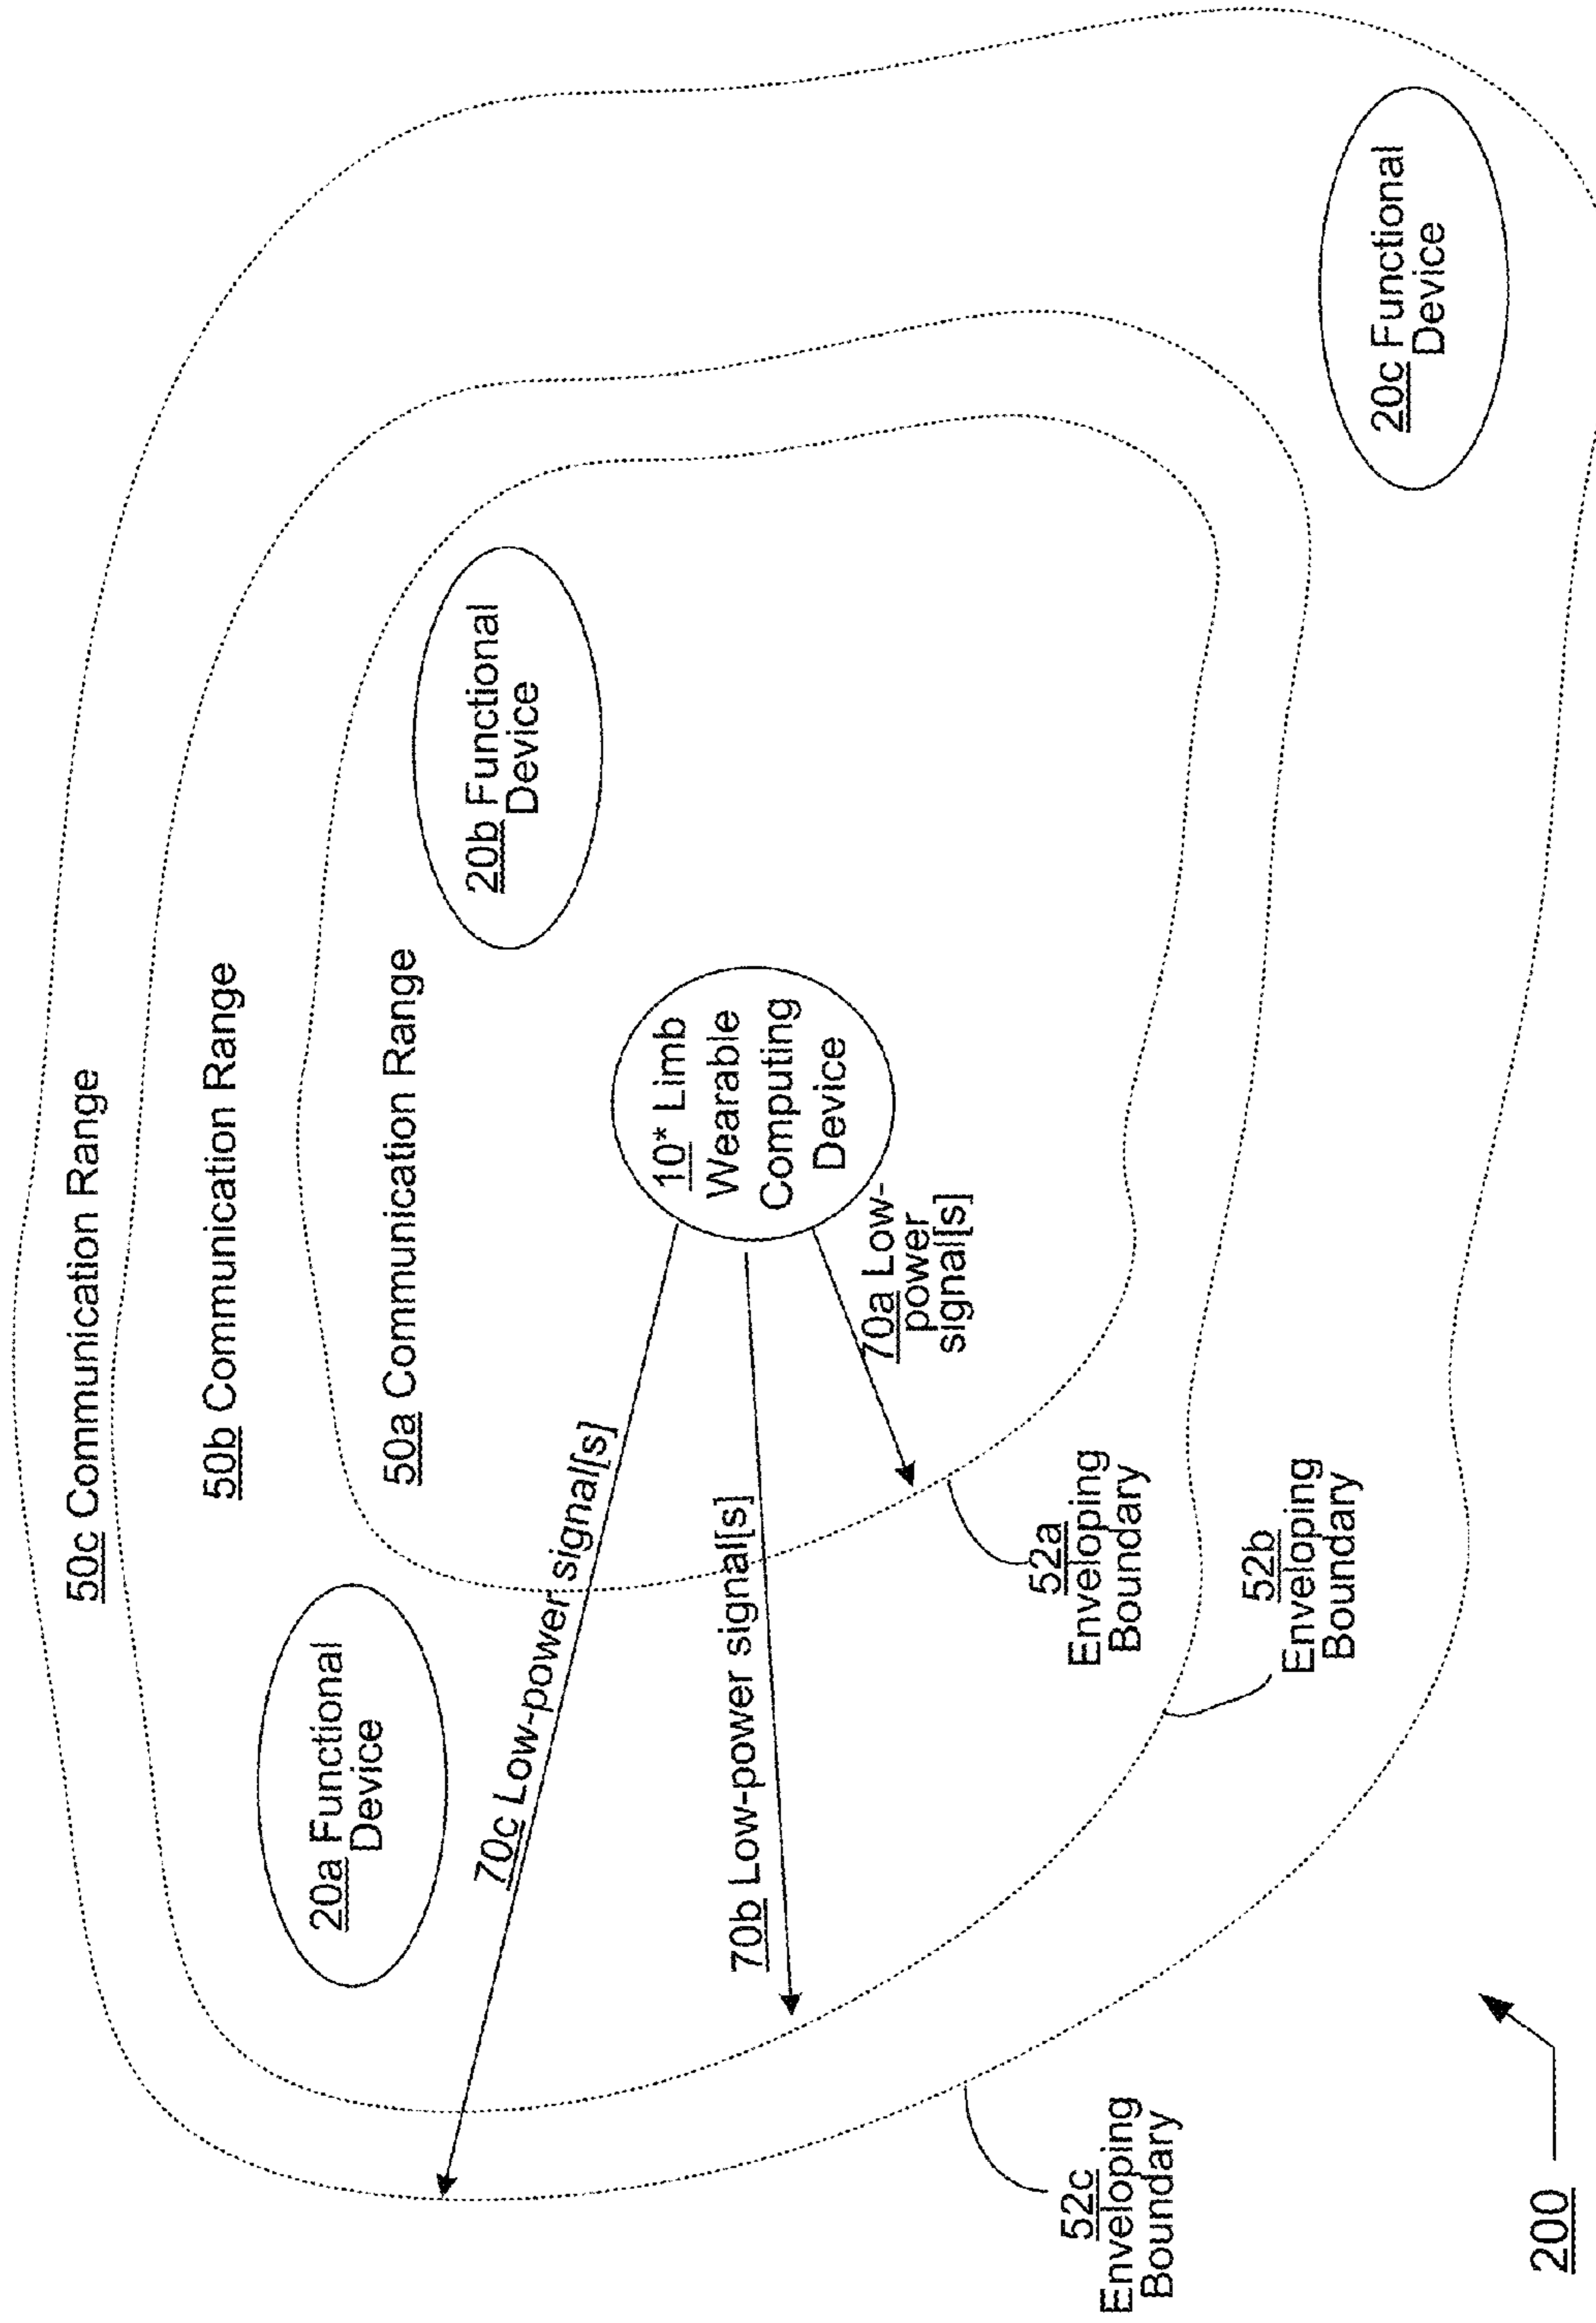 50c Communication Range
50b Communication Range
50a Communication Range
20a Functional
Device
20b Functional
Device
10* Limb
Wearable
Computing
Device
70c Low-power signal[s]
70b Low-power signal[s]
70a Low-
power
signal[s]
52a
Enveloping
Boundary
52b
Enveloping
Boundary
52c
Enveloping
Boundary
20c Functional
Device
200